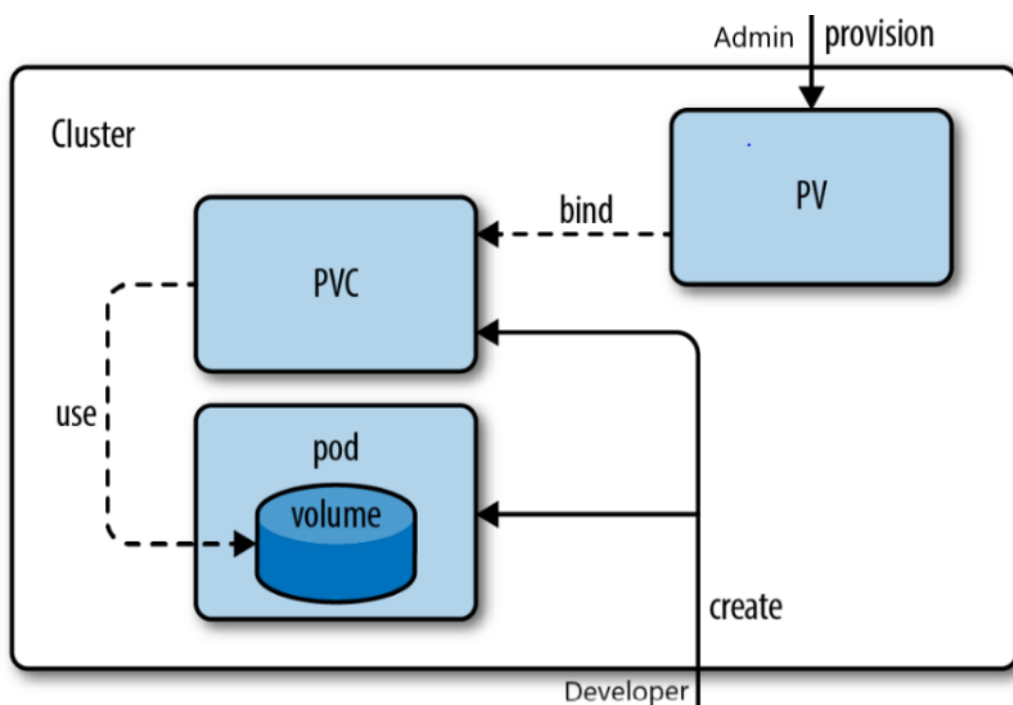 Admin provision
Cluster
PV
bind
PVC
use
pod
volume
create
Developer